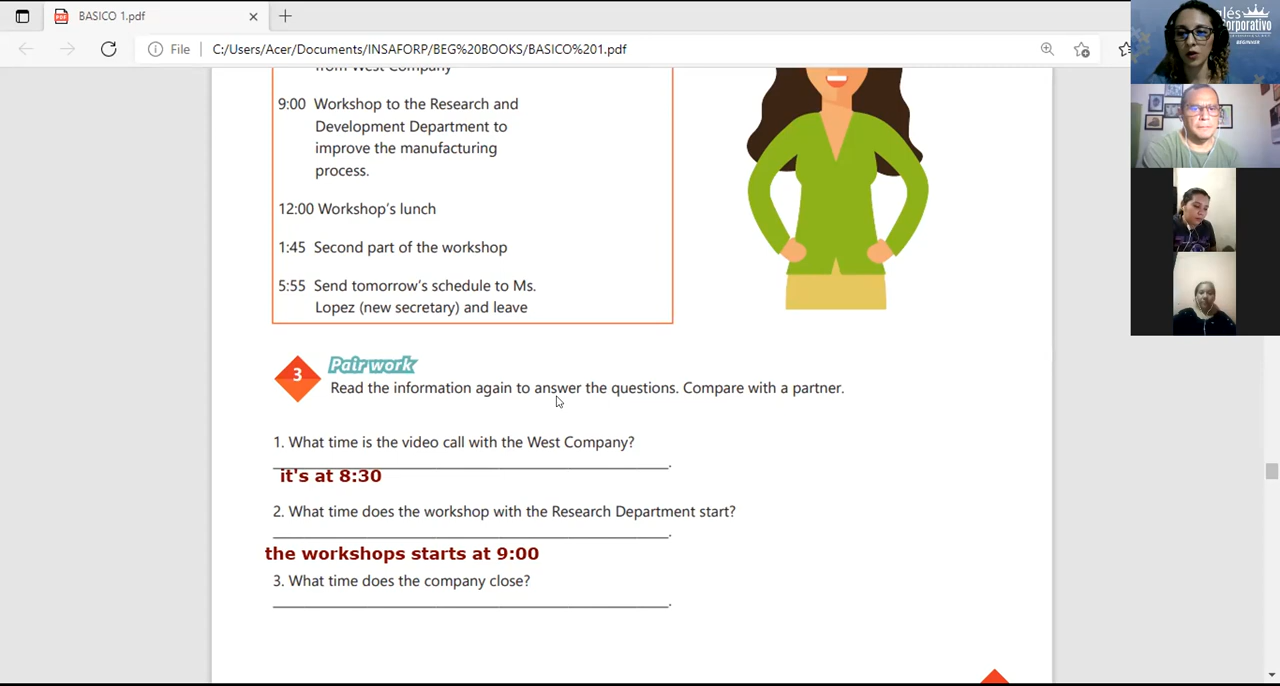 BASICO 1.pdf
File C:/Users/Acer/Documents/INSAFORP/BEG%20BOOKS/BASICO%201.pdf
glés
orporativo
BEGINNER
from West Company
9:00 Workshop to the Research and
Development Department to
improve the manufacturing
process.
12:00 Workshop's lunch
1:45 Second part of the workshop
5:55 Send tomorrow's schedule to Ms.
Lopez (new secretary) and leave
3
Pair work
Read the information again to answer the questions. Compare with a partner.
1. What time is the video call with the West Company?
it's at 8:30
2. What time does the workshop with the Research Department start?
the workshops starts at 9:00
3. What time does the company close?